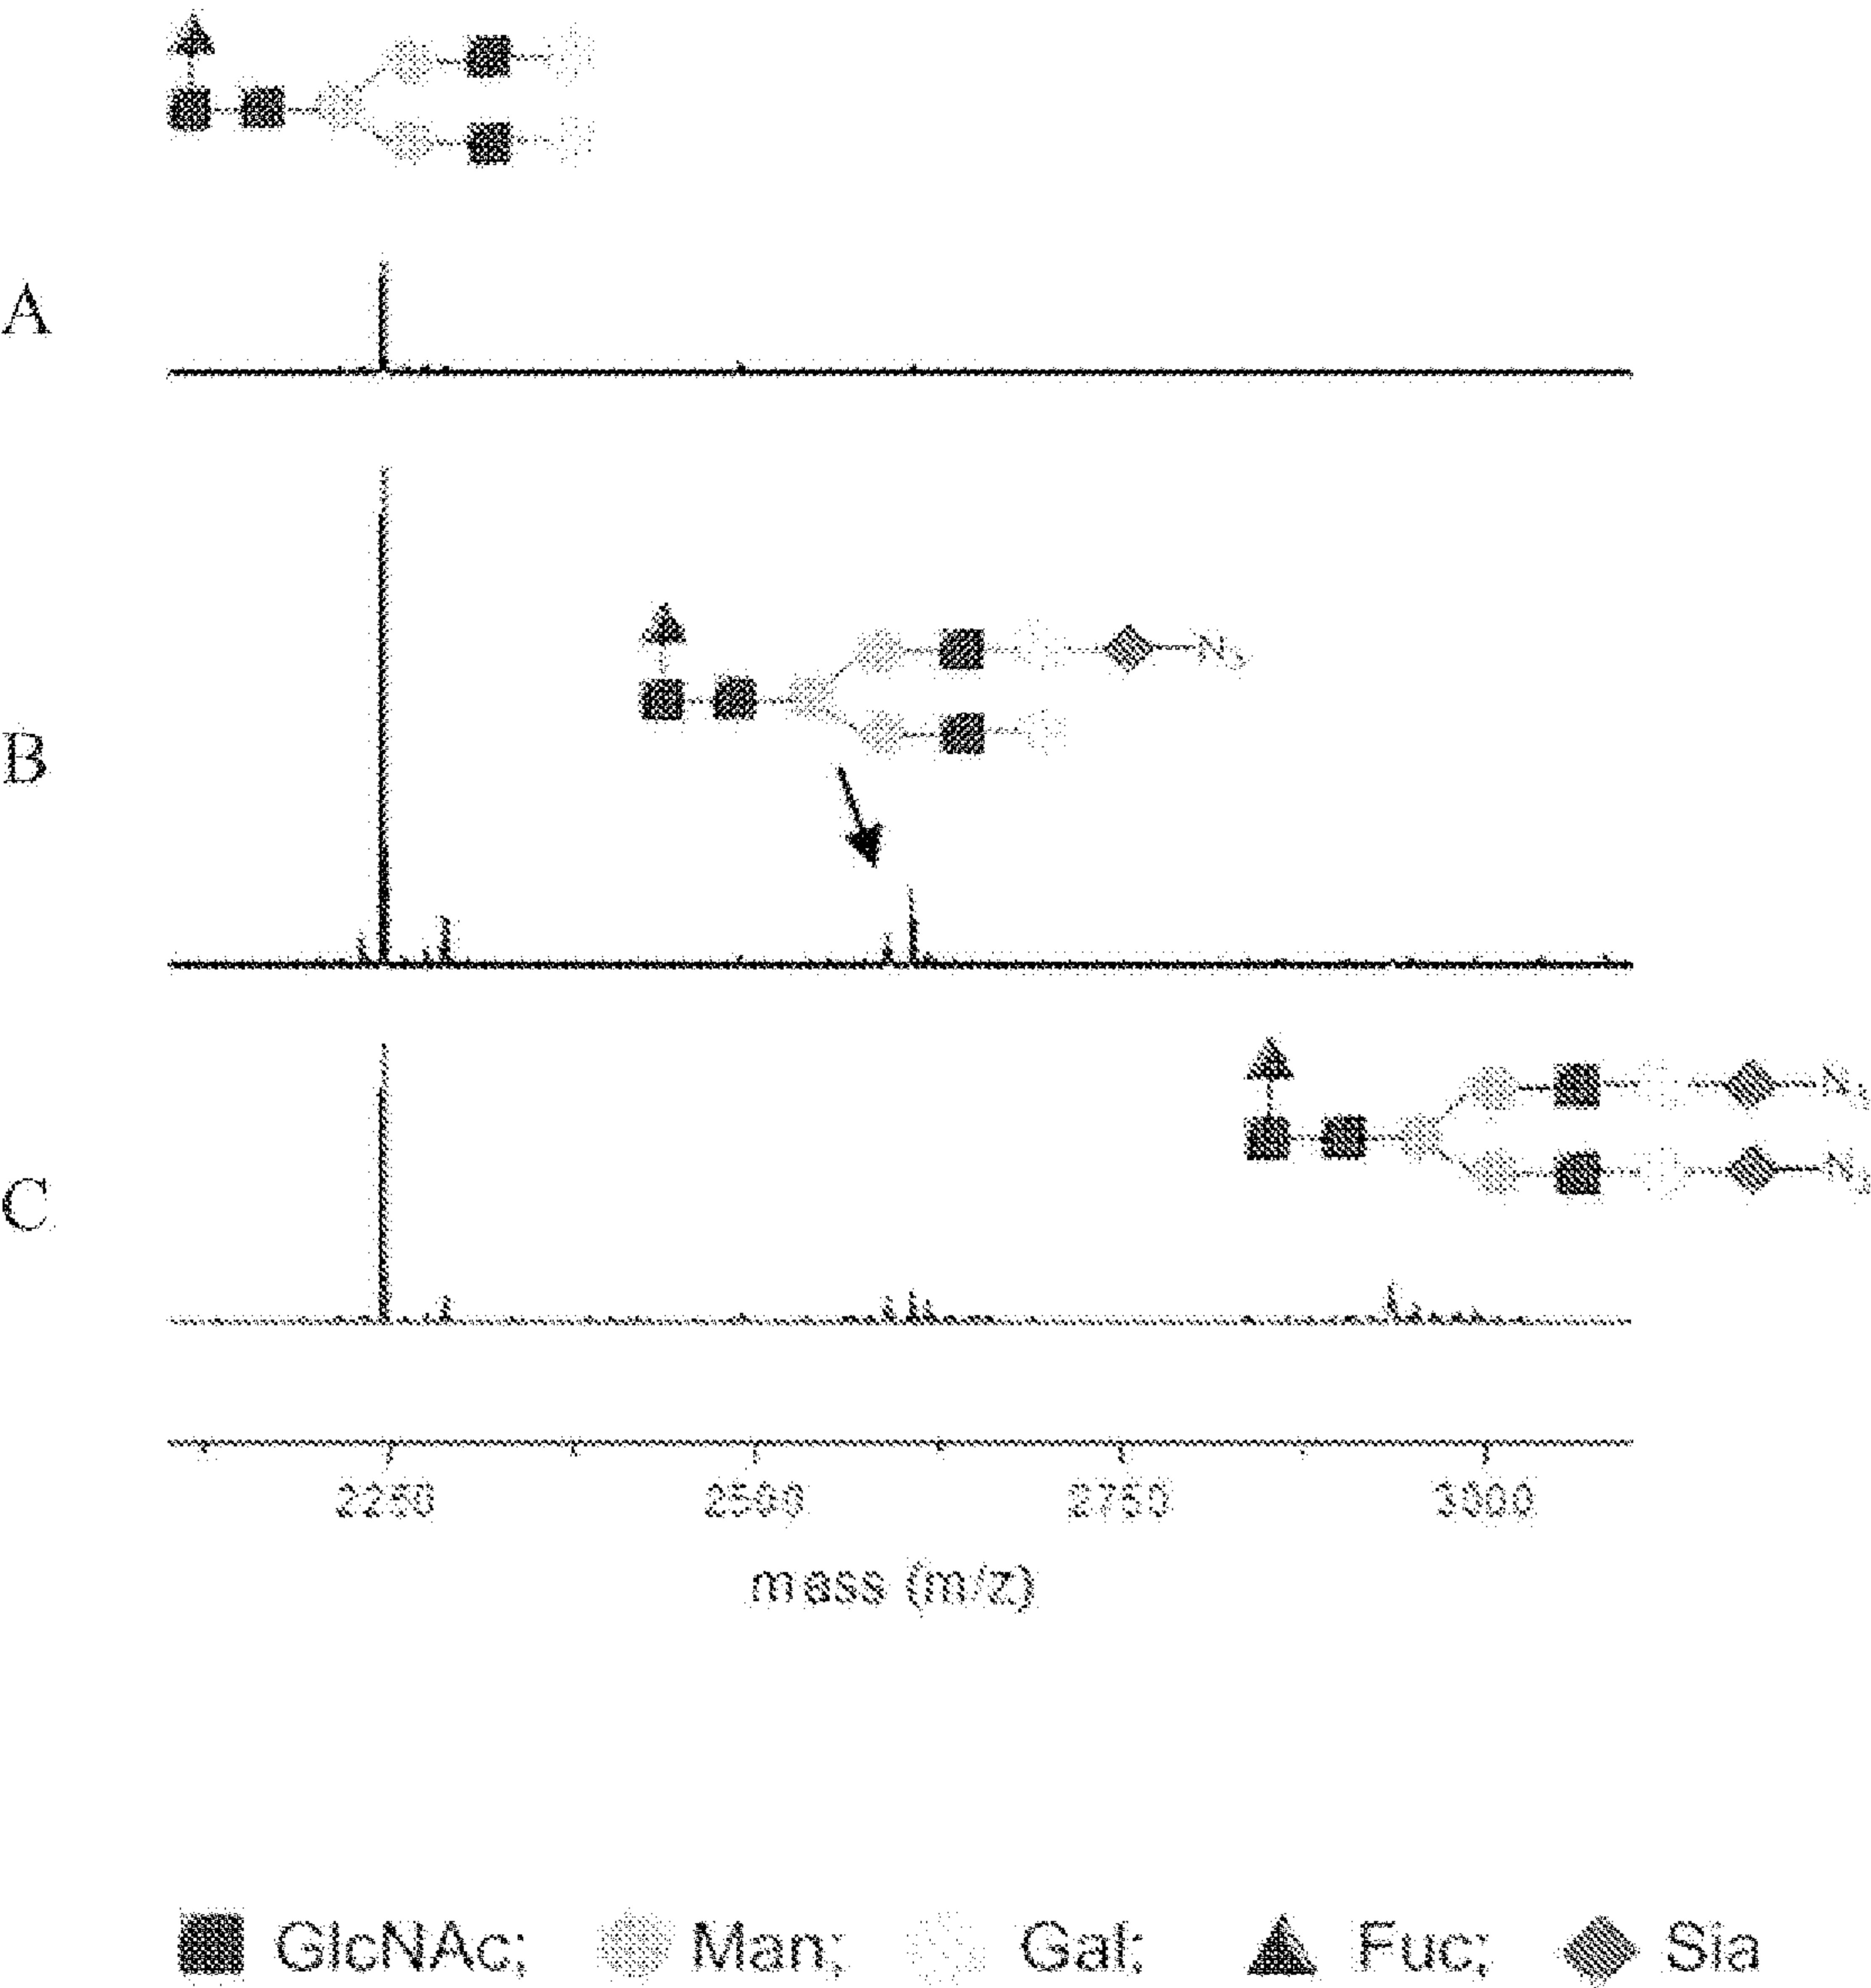 A
B
N₃
C
N₃
N₃
2250 2500 2750 3000
mass (m/z)
GlcNAc; Man; Gal; Fuc; Sia